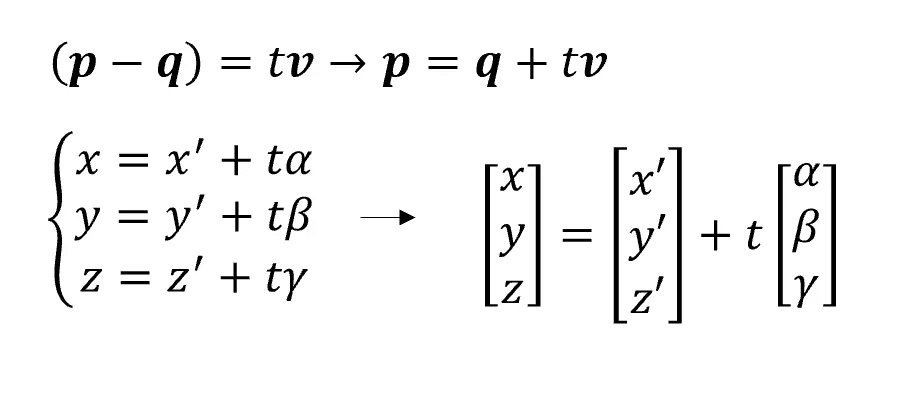 (p − q) = tv → p = q + tv
x = x′ + tα
y = y′ + tβ
z = z′ + tγ
→
[x y z] = [x′ y′ z′] + t [α β γ]